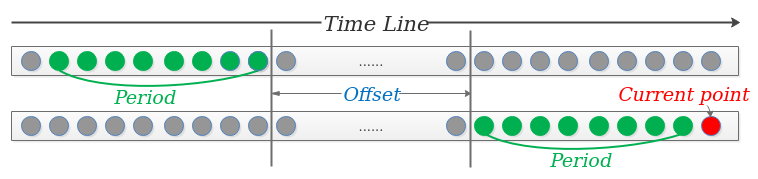 Time Line
......
Period
Offset
Current point
......
Period